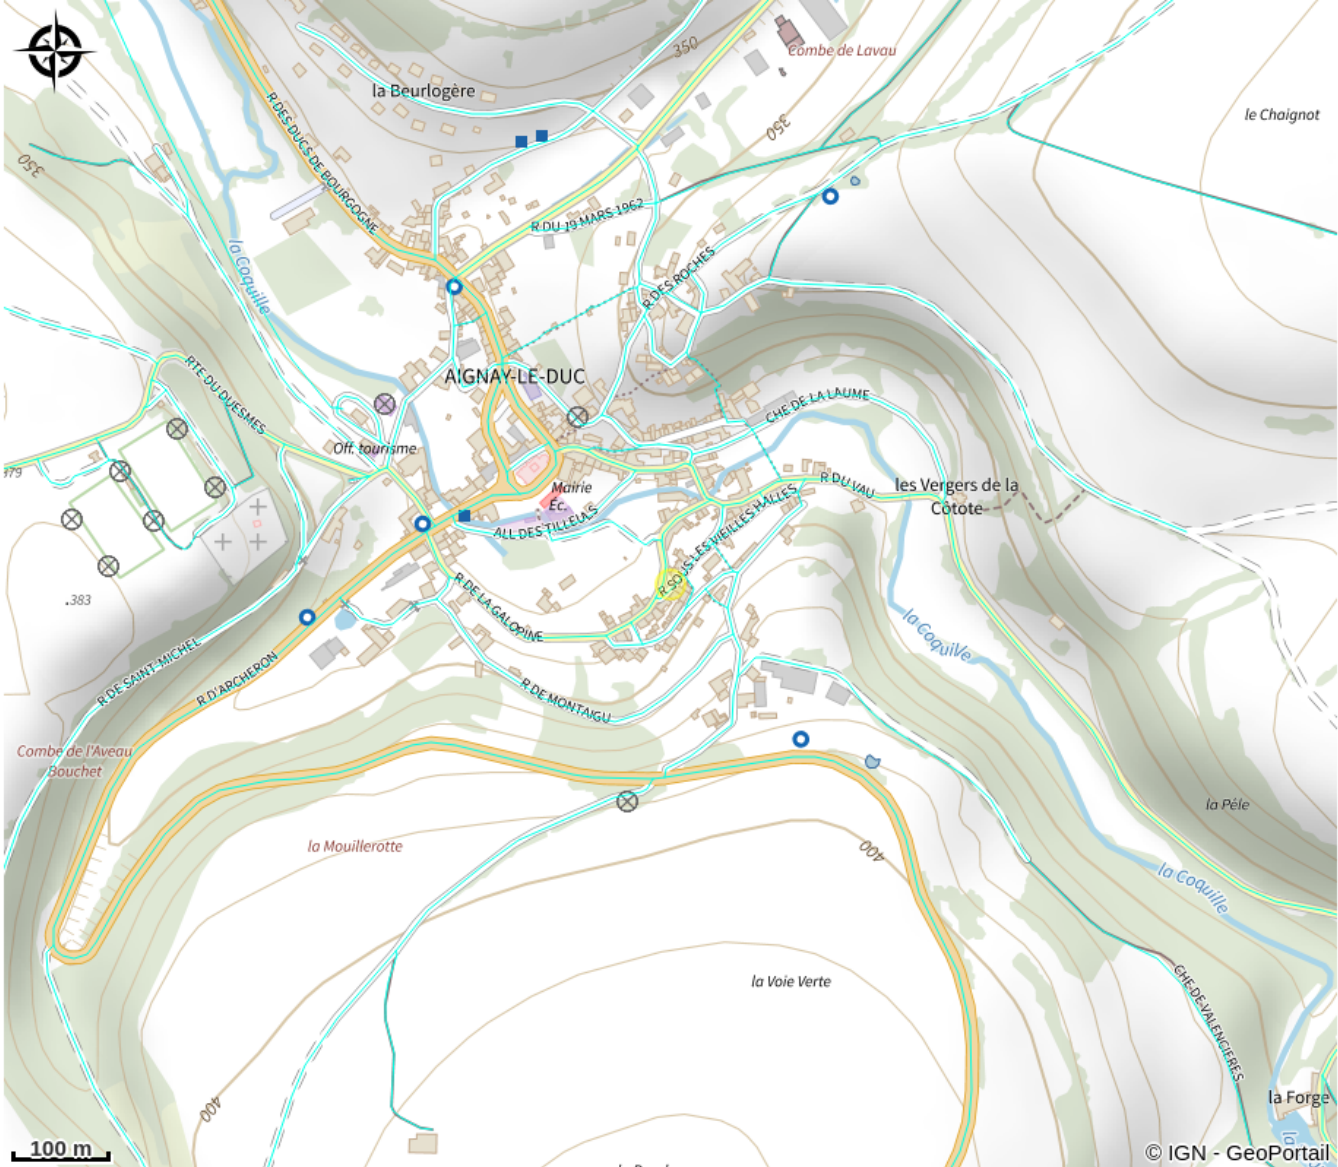 350
Combe de Lavau
la Beurlogère
350
le Chaignot
R DES DUCS DE BOURGOGNE
350
R DU 19 MARS 1962
la Coquille
R DES ROCHES
RTE DU DUESMES
AIGNAY-LE-DUC
CHE DE LA LAUME
Off. tourisme
379
Mairie
Éc.
R DU VAU
les Vergers de la
Côtote
ALL DES TILLEULS
R SOUS LES VIEILLES HALLES
.383
R DE LA GALOPINE
la Coquille
R DE SAINT-MICHEL
R D'ARCHERON
R DE MONTAIGU
Combe de l'Aveau
Bouchet
la Pêle
la Mouillerotte
400
la Coquille
la Voie Verte
CHE DE VALENCIERES
400
la Forge
100 m
© IGN - GeoPortail
la